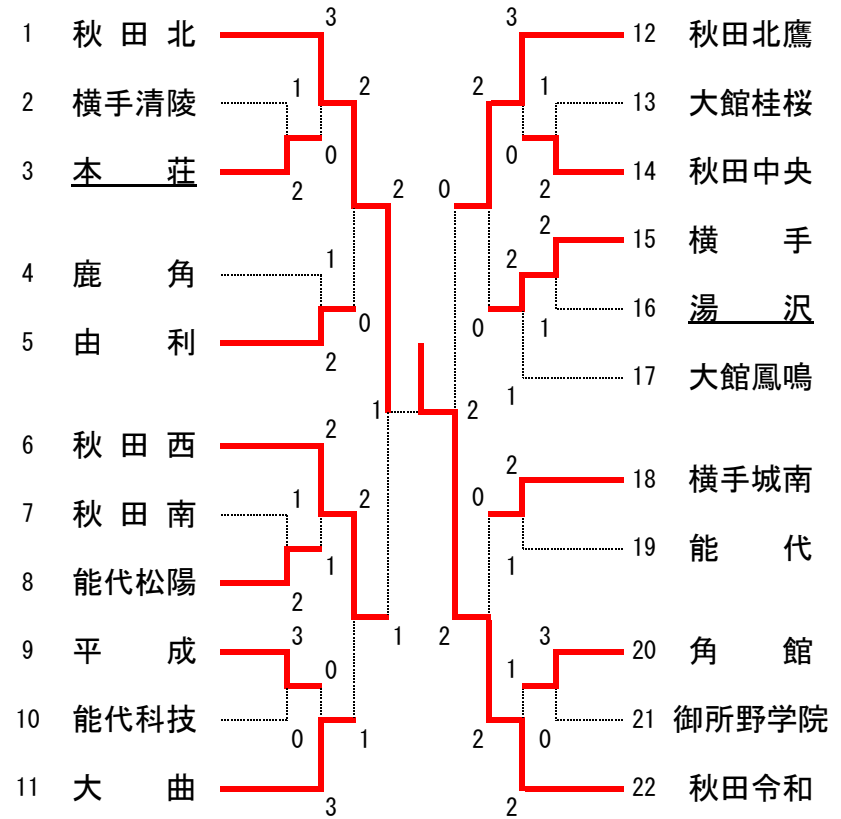 1 秋田北
2 横手清陵
3 本荘
4 鹿角
5 由利
6 秋田西
7 秋田南
8 能代松陽
9 平成
10 能代科技
11 大曲
3
1
2
0
2
2
1
0
2
2
1
2
1
2
3
0
0
1
3
1
1
12 秋田北鷹
13 大館桂桜
14 秋田中央
15 横手
16 湯沢
17 大館鳳鳴
18 横手城南
19 能代
20 角館
21 御所野学院
22 秋田令和
3
2
1
0
2
0
2
2
0
1
1
2
2
0
1
2
3
1
2
0
2